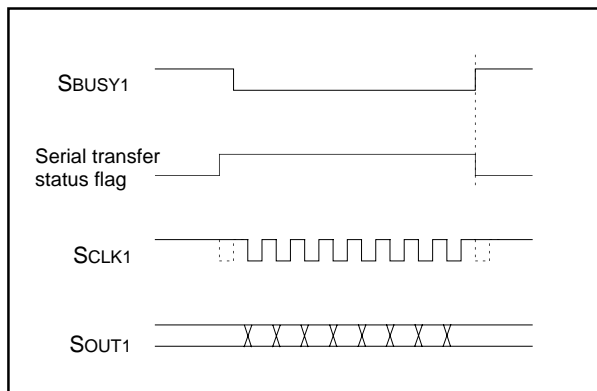 SBUSY1
Serial transfer
status flag
SCLK1
SOUT1